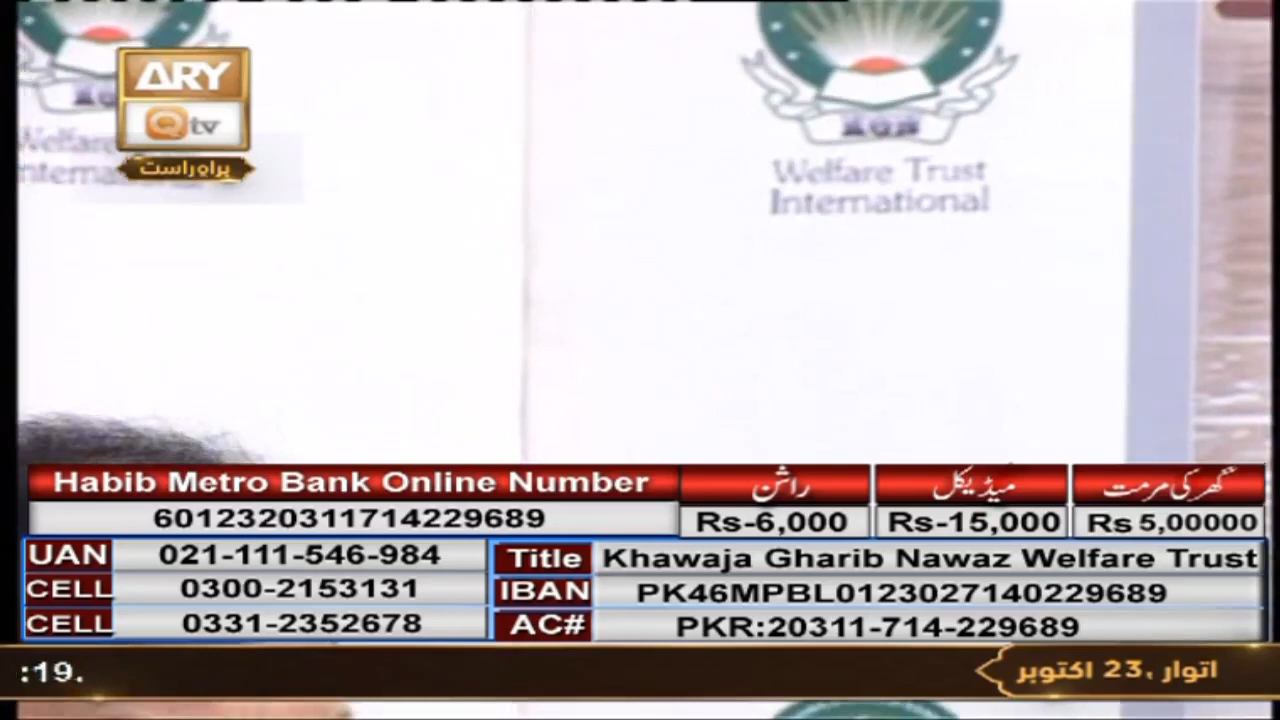 ARY
Qtv
براہِ راست
Welfare Trust
International
Welfare
Habib Metro Bank Online Number
راشن
میڈیکل
گھر کی مرمت
6012320311714229689
Rs-6,000
Rs-15,000
Rs 5,00000
UAN 021-111-546-984
Title Khawaja Gharib Nawaz Welfare Trust
CELL 0300-2153131
IBAN PK46MPBL0123027140229689
CELL 0331-2352678
AC# PKR:20311-714-229689
:19.
اتوار ,23 اکتوبر